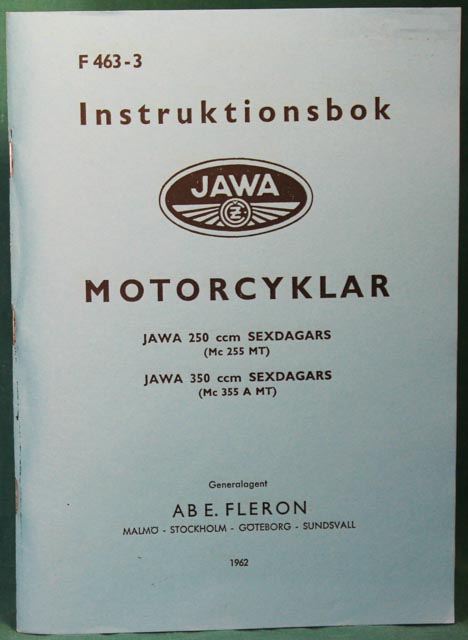 F 463-3
Instruktionsbok
JAWA
CZ
MOTORCYKLAR
JAWA 250 ccm SEXDAGARS
(Mc 255 MT)
JAWA 350 ccm SEXDAGARS
(Mc 355 A MT)
Generalagent
AB E. FLERON
MALMÖ - STOCKHOLM - GÖTEBORG - SUNDSVALL
1962